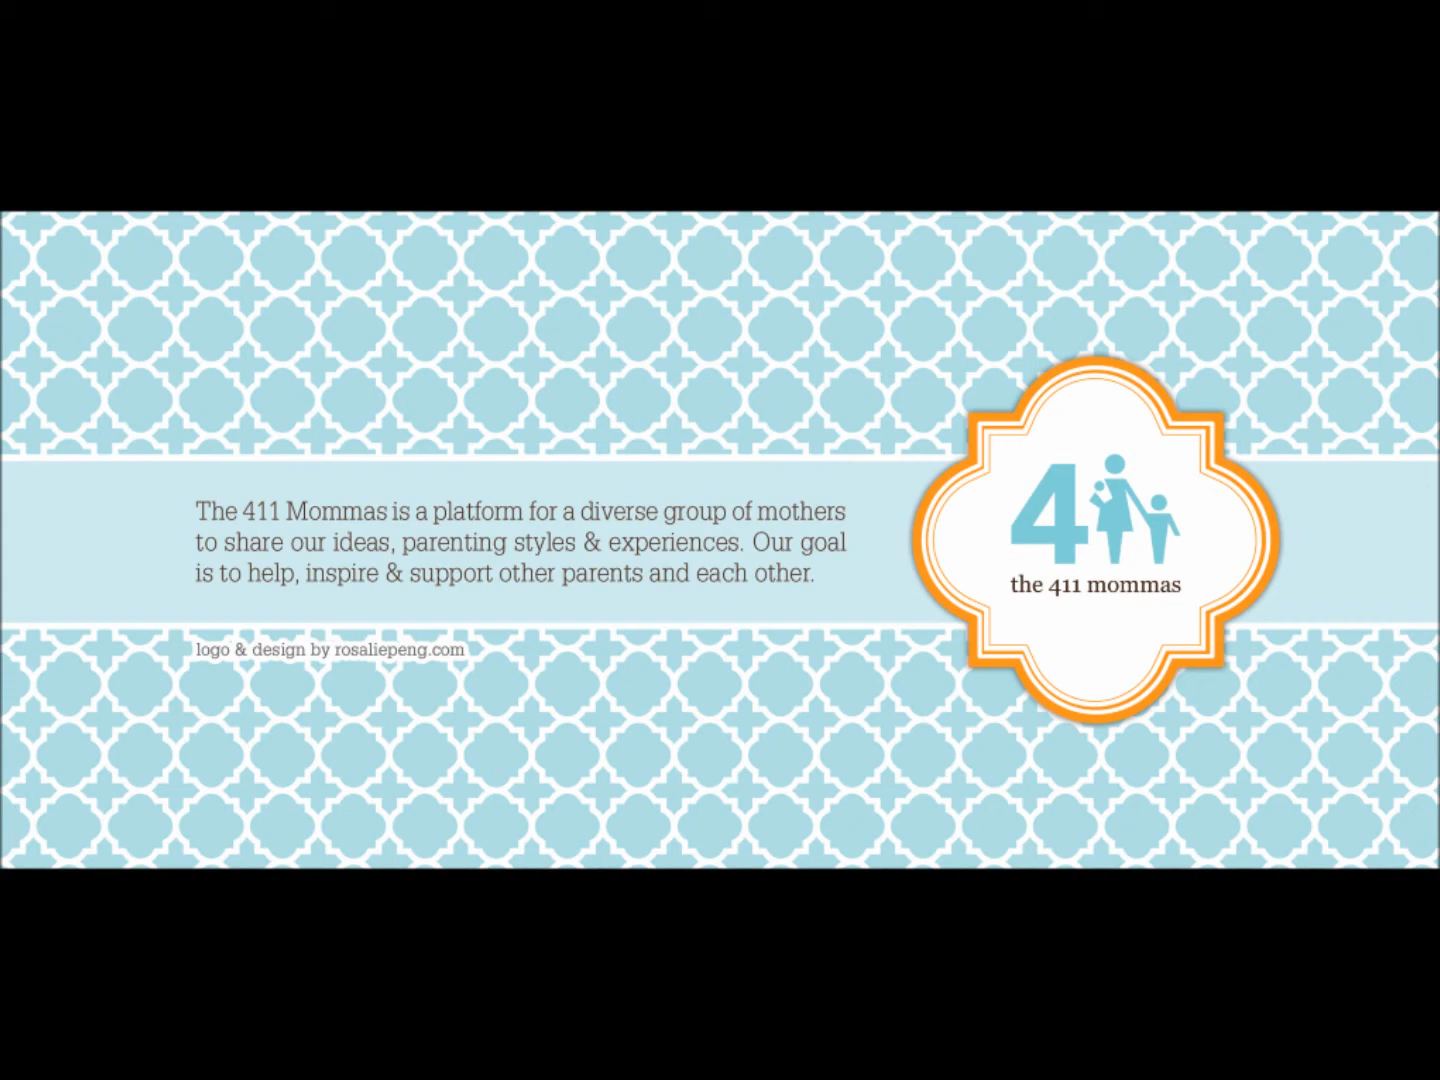 The 411 Mommas is a platform for a diverse group of mothers
to share our ideas, parenting styles & experiences. Our goal
is to help, inspire & support other parents and each other.
logo & design by rosaliepeng.com
4
the 411 mommas